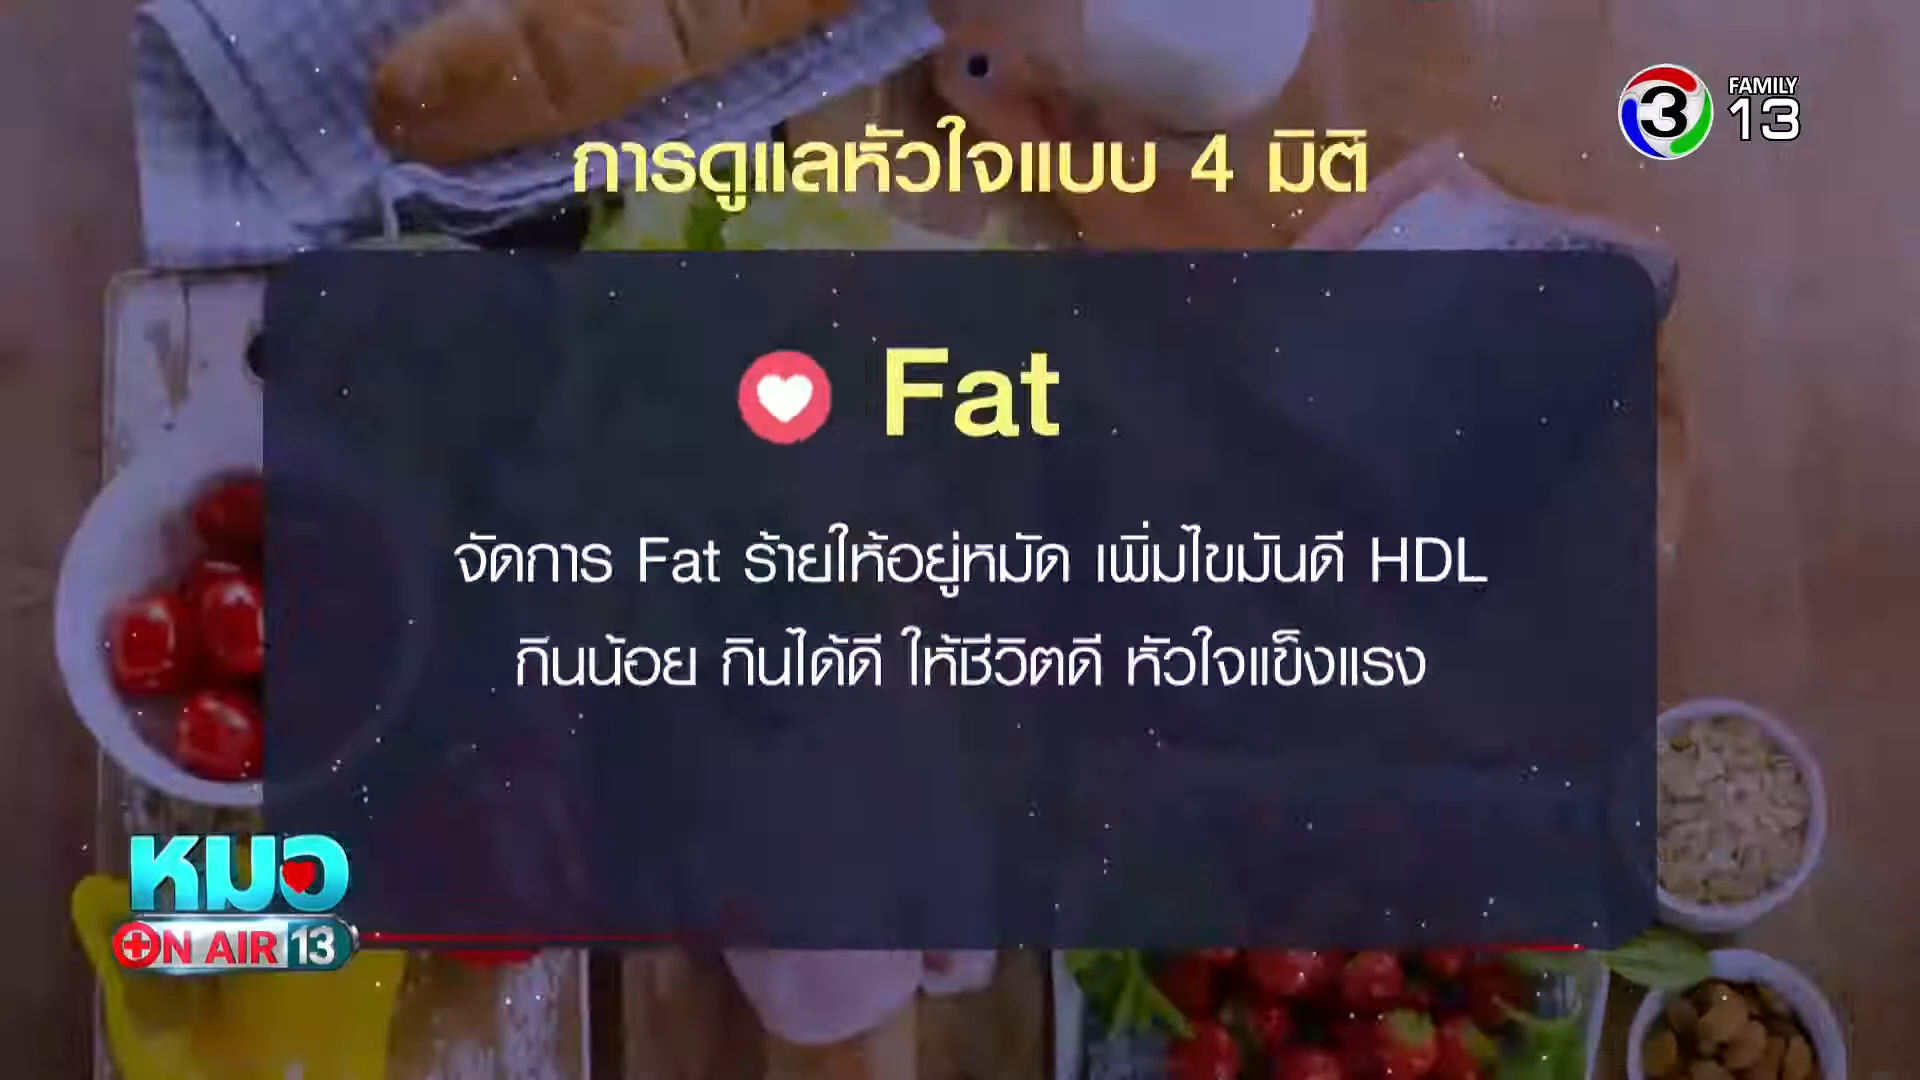 3 FAMILY 13
การดูแลหัวใจแบบ 4 มิติ
Fat
จัดการ Fat ร้ายให้อยู่หมัด เพิ่มไขมันดี HDL
กินน้อย กินได้ดี ให้ชีวิตดี หัวใจแข็งแรง
หมอ
ON AIR 13